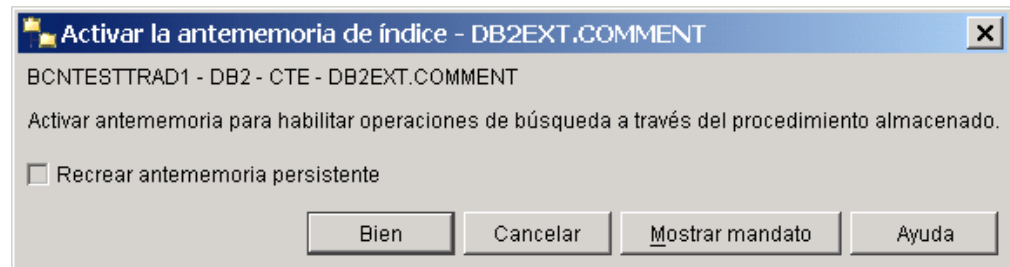 Activar la antememoria de índice - DB2EXT.COMMENT
BCNTESTTRAD1 - DB2 - CTE - DB2EXT.COMMENT
Activar antememoria para habilitar operaciones de búsqueda a través del procedimiento almacenado.
Recrear antememoria persistente
Bien Cancelar Mostrar mandato Ayuda